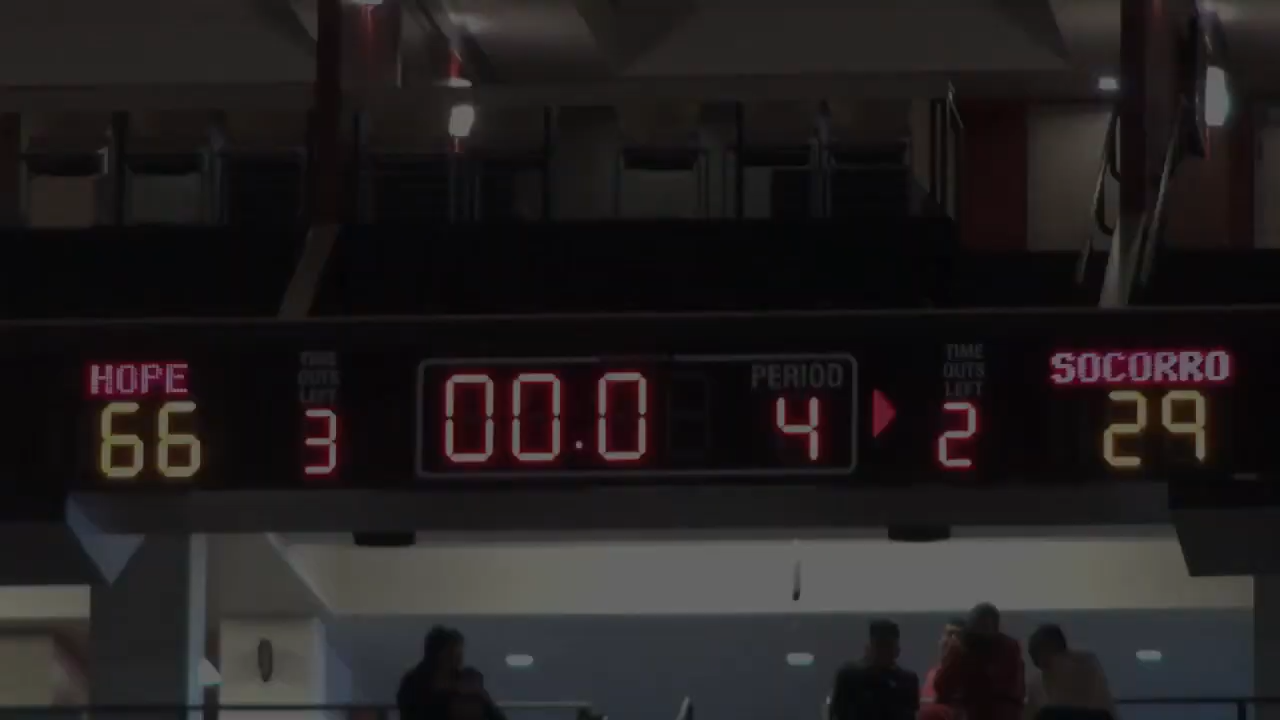 HOPE
66
TIME
OUTS
LEFT
3
00.0
PERIOD
4
TIME
OUTS
LEFT
2
SOCORRO
29